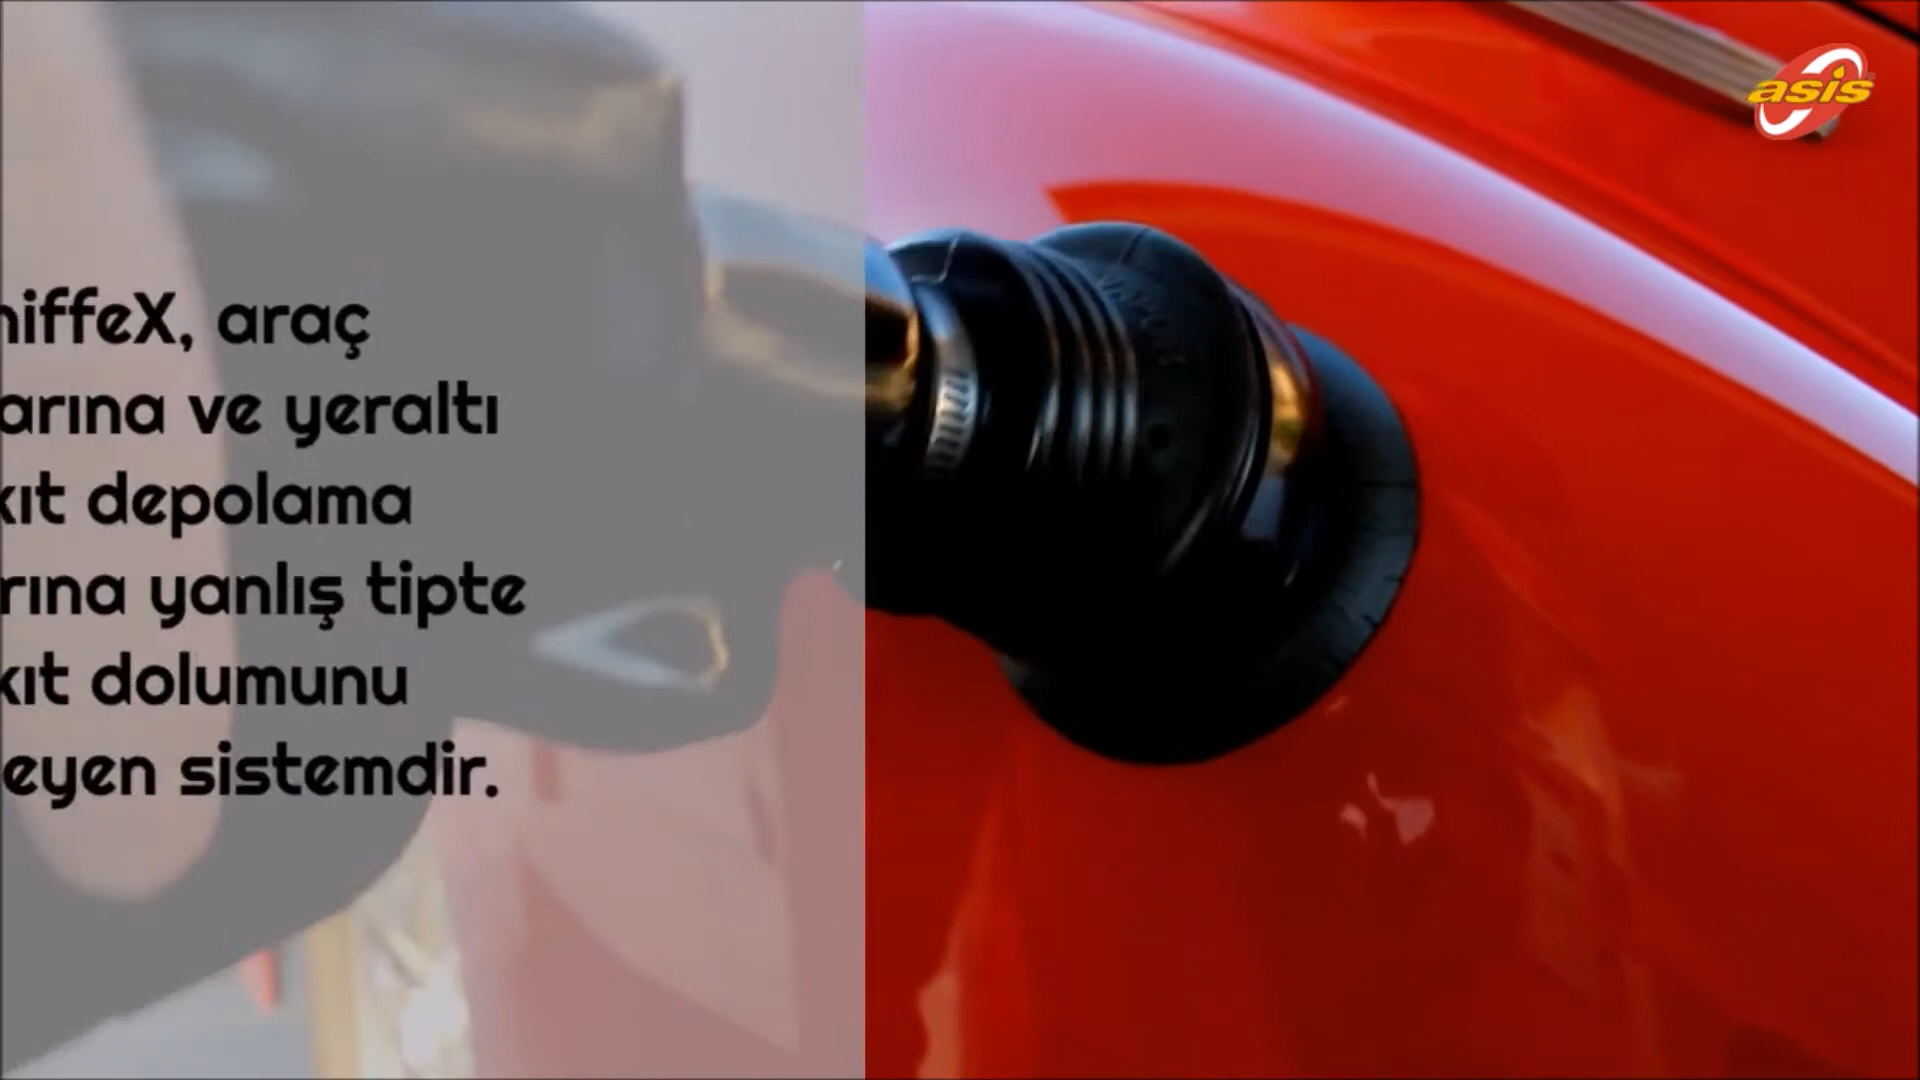 niffeX, araç
arına ve yeraltı
kıt depolama
rına yanlış tipte
kıt dolumunu
eyen sistemdir.
asis